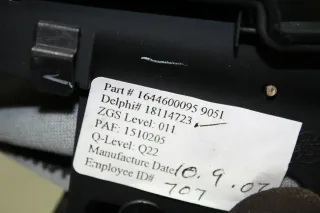 Part # 1644600095 9051
Delphi# 18114723
ZGS Level: 011
PAF: 1510205
Q-Level: Q22
Manufacture Date 10.9.07
Employee ID# 707